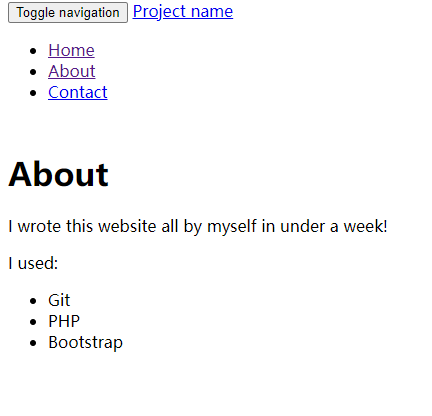 Toggle navigation Project name
Home
About
Contact
About
I wrote this website all by myself in under a week!
I used:
Git
PHP
Bootstrap